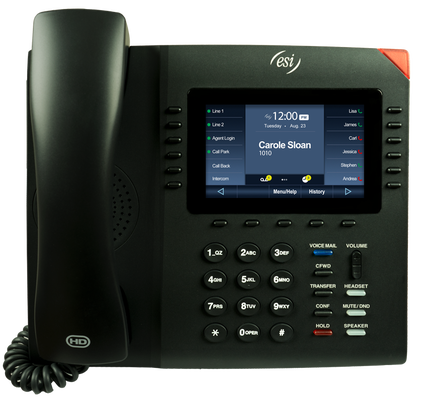 esi
Line 1
Line 2
Agent Login
Call Park
Call Back
Intercom
12:00 PM
Tuesday • Aug. 23
Carole Sloan
1010
Lisa
James
Carl
Jessica
Stephen
Andrea
Menu/Help
History
1_QZ
2ABC
3DEF
4GHI
5JKL
6MNO
7PRS
8TUV
9WXY
*
0OPER
#
VOICE MAIL
VOLUME
CFWD
TRANSFER
HEADSET
CONF
MUTE/DND
HOLD
SPEAKER
HD